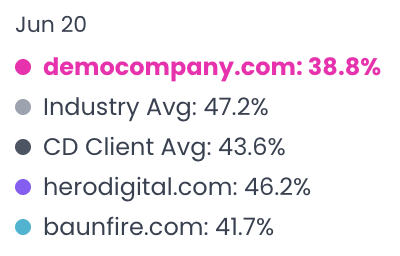 Jun 20
democompany.com: 38.8%
Industry Avg: 47.2%
CD Client Avg: 43.6%
herodigital.com: 46.2%
baunfire.com: 41.7%